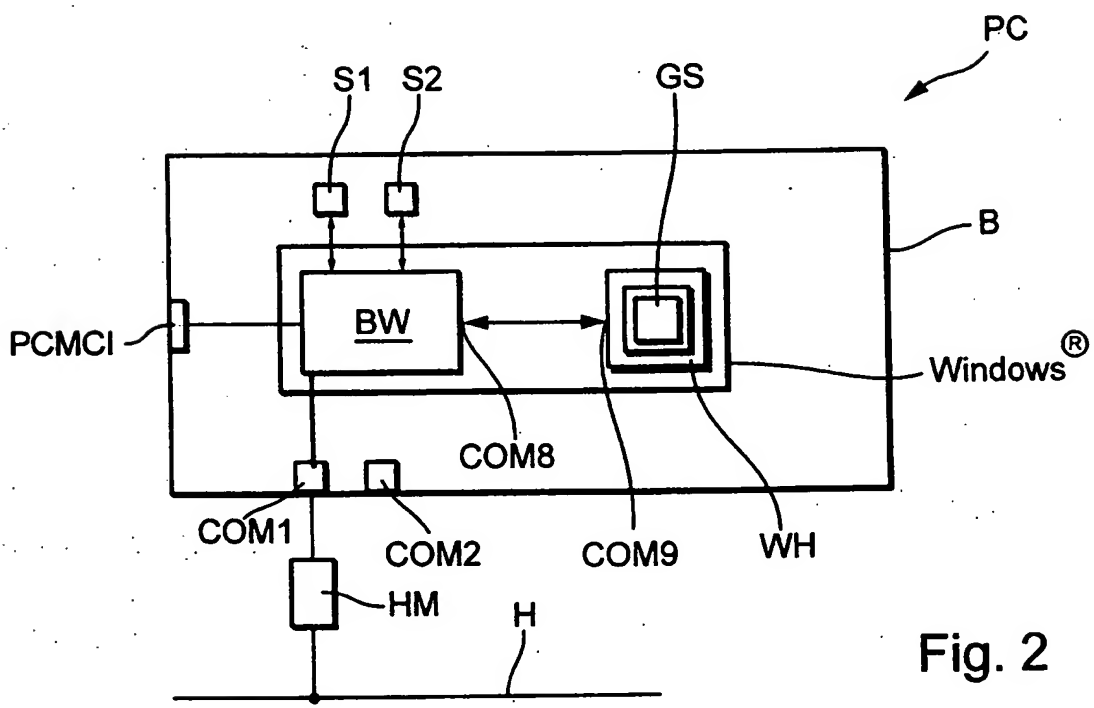 PC
S1
S2
GS
B
BW
PCMCI
Windows®
COM8
COM1
COM2
COM9
WH
HM
H
Fig. 2